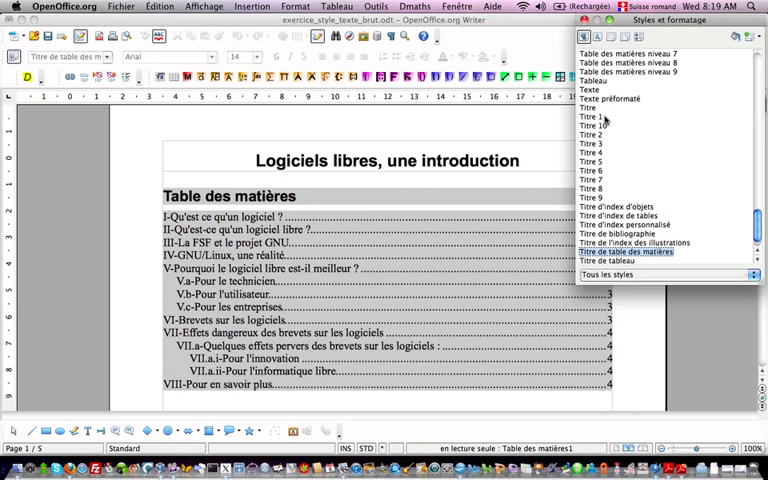 OpenOffice.org Fichier Édition Affichage Insertion Format Tableau Outils Dmaths Fenêtre Aide (Rechargée) Suisse romand Wed 8:19 AM
exercice_style_texte_brut.odt - OpenOffice.org Writer
Styles et formatage
Titre de table des m Arial 14 G I S
Table des matières niveau 7
Table des matières niveau 8
Table des matières niveau 9
Tableau
Texte
Texte préformaté
Titre
Titre 1
Titre 10
Titre 2
Titre 3
Titre 4
Titre 5
Titre 6
Titre 7
Titre 8
Titre 9
Titre d'index d'objets
Titre d'index de tables
Titre d'index personnalisé
Titre de bibliographie
Titre de l'index des illustrations
Titre de table des matières
Titre de tableau
Tous les styles
Logiciels libres, une introduction
Table des matières
I-Qu'est ce qu'un logiciel ?
II-Qu'est-ce qu'un logiciel libre ?
III-La FSF et le projet GNU
IV-GNU/Linux, une réalité
V-Pourquoi le logiciel libre est-il meilleur ?
V.a-Pour le technicien
V.b-Pour l'utilisateur 3
V.c-Pour les entreprises 3
VI-Brevets sur les logiciels 3
VII-Effets dangereux des brevets sur les logiciels 4
VII.a-Quelques effets pervers des brevets sur les logiciels : 4
VII.a.i-Pour l'innovation 4
VII.a.ii-Pour l'informatique libre 4
VIII-Pour en savoir plus 4
Page 1 / 5 Standard INS STD * en lecture seule : Table des matières1 100%